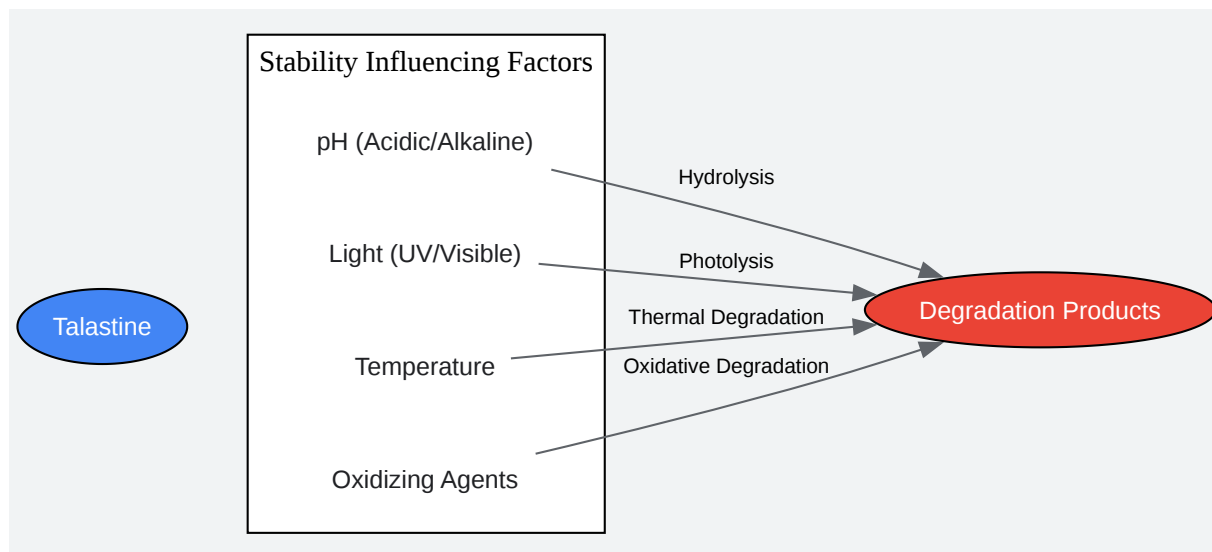 Stability Influencing Factors
pH (Acidic/Alkaline)
Hydrolysis
Light (UV/Visible)
Photolysis
Talastine
Degradation Products
Thermal Degradation
Temperature
Oxidative Degradation
Oxidizing Agents